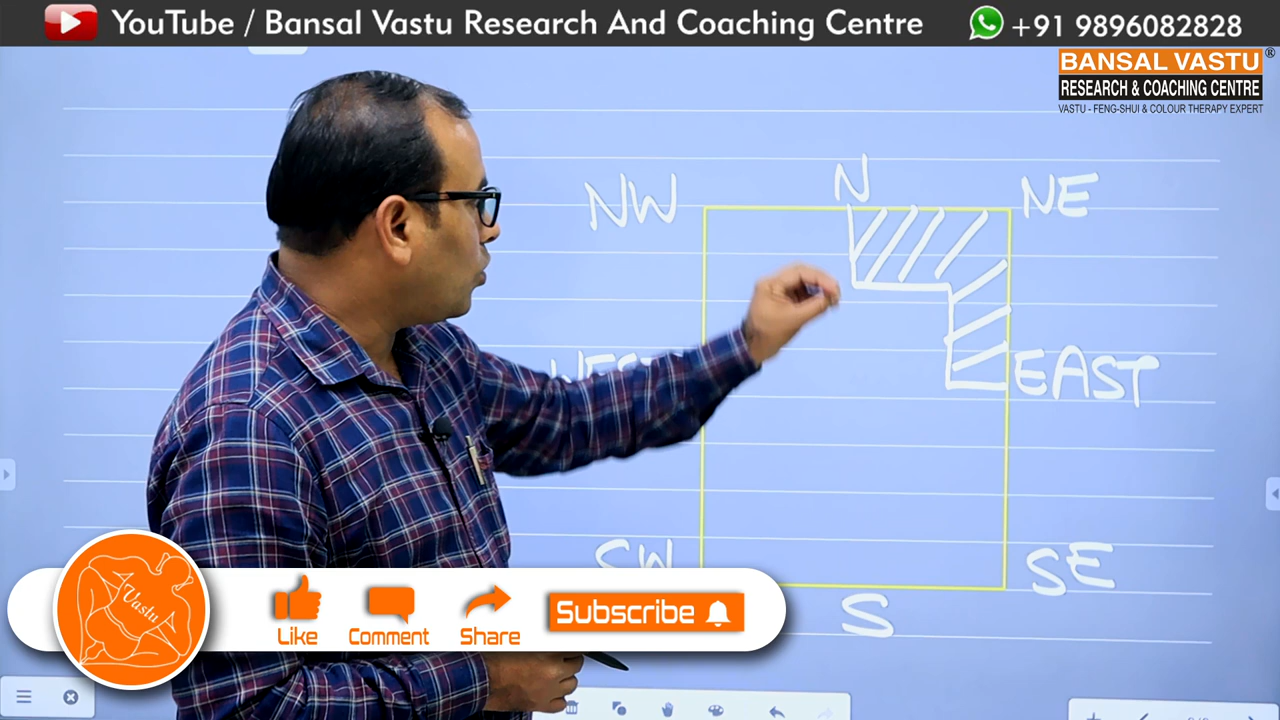 YouTube / Bansal Vastu Research And Coaching Centre
+91 9896082828
BANSAL VASTU®
RESEARCH & COACHING CENTRE
VASTU - FENG-SHUI & COLOUR THERAPY EXPERT
NW
N
NE
WEST
EAST
SW
S
SE
Vastu
Like
Comment
Share
Subscribe